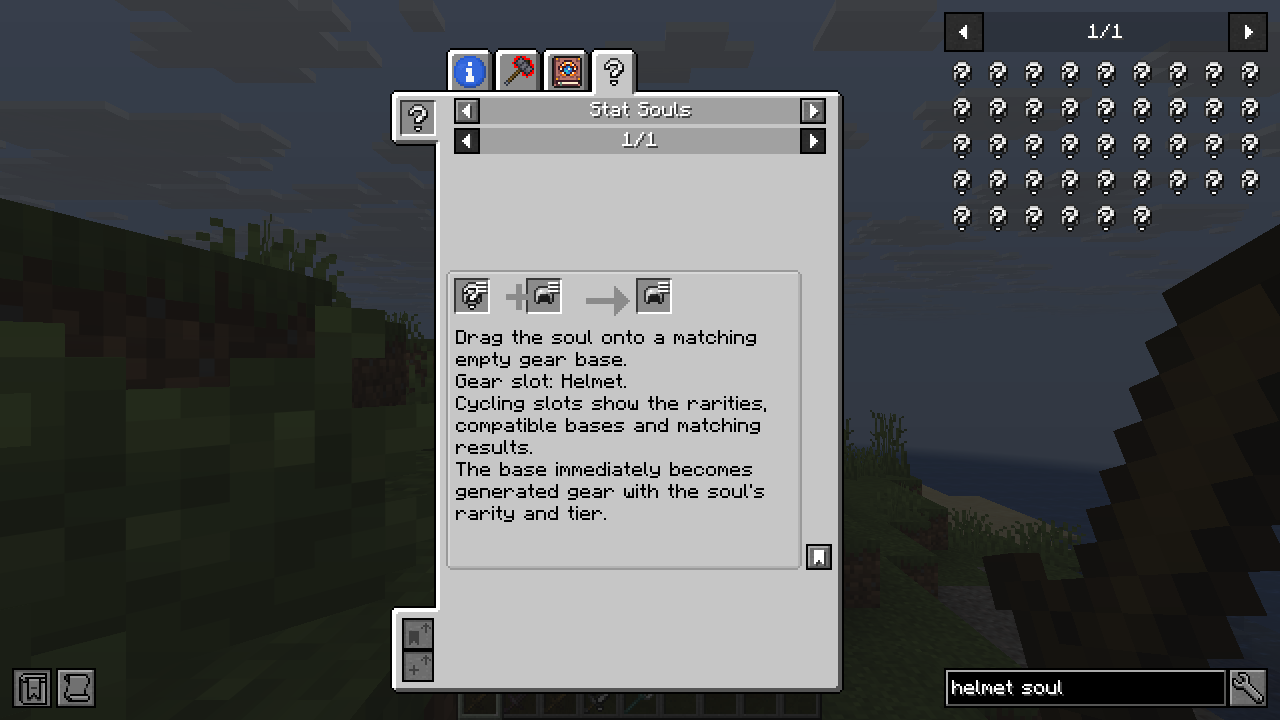 1/1
Stat Souls
1/1
Drag the soul onto a matching
empty gear base.
Gear slot: Helmet.
Cycling slots show the rarities,
compatible bases and matching
results.
The base immediately becomes
generated gear with the soul's
rarity and tier.
helmet soul